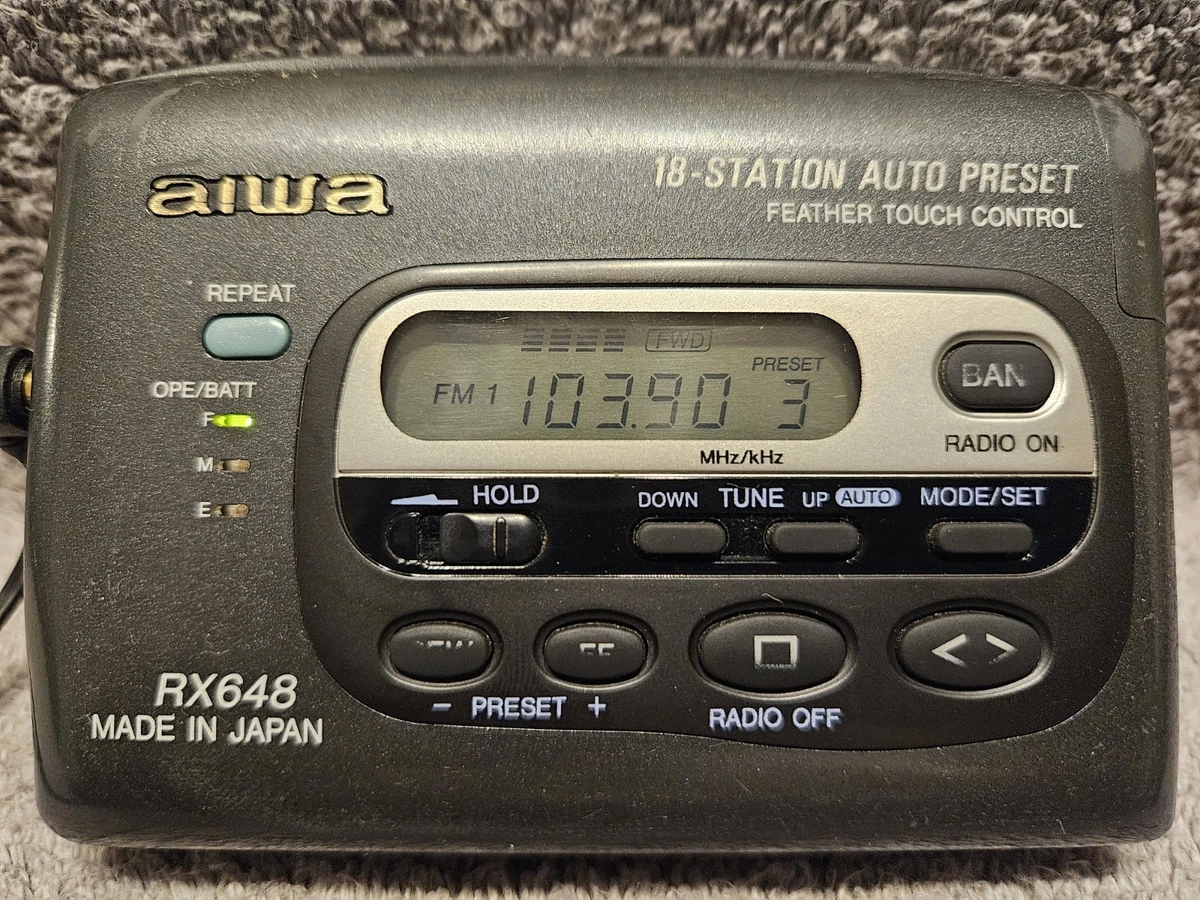 aiwa
18-STATION AUTO PRESET
FEATHER TOUCH CONTROL
REPEAT
OPE/BATT
F
M
E
FWD
PRESET
FM 1 103.90 3
MHz/kHz
BAN
RADIO ON
HOLD
DOWN TUNE UP AUTO
MODE/SET
FF
< >
- PRESET +
RADIO OFF
RX648
MADE IN JAPAN